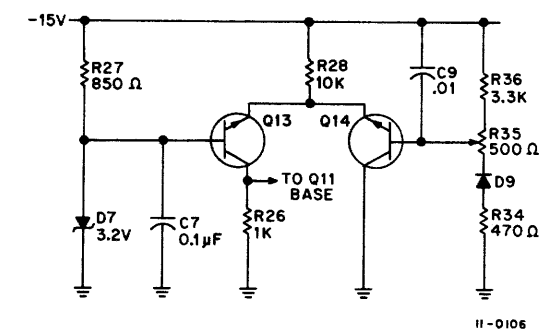 -15V
R27
850 Ω
R28
10K
C9
.01
R36
3.3K
Q13
Q14
R35
500 Ω
TO Q11
BASE
D9
D7
3.2V
C7
0.1µF
R26
1K
R34
470 Ω
11-0106